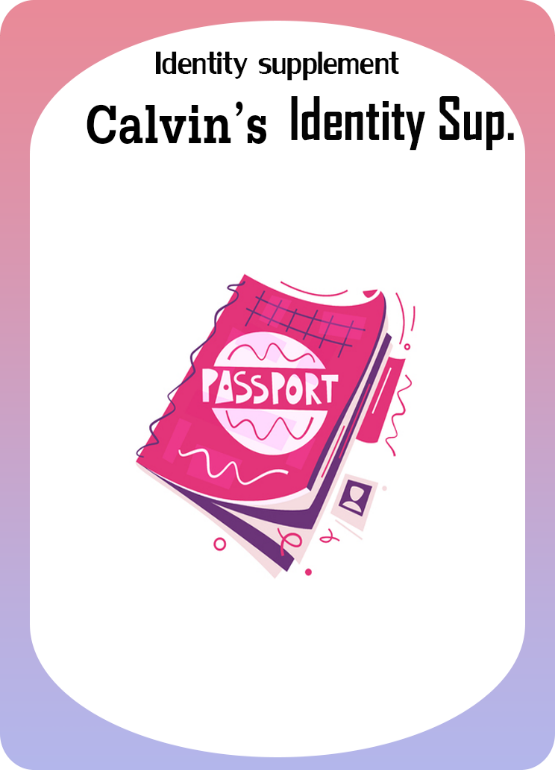 Identity supplement
Calvin’s Identity Sup.
PASSPORT